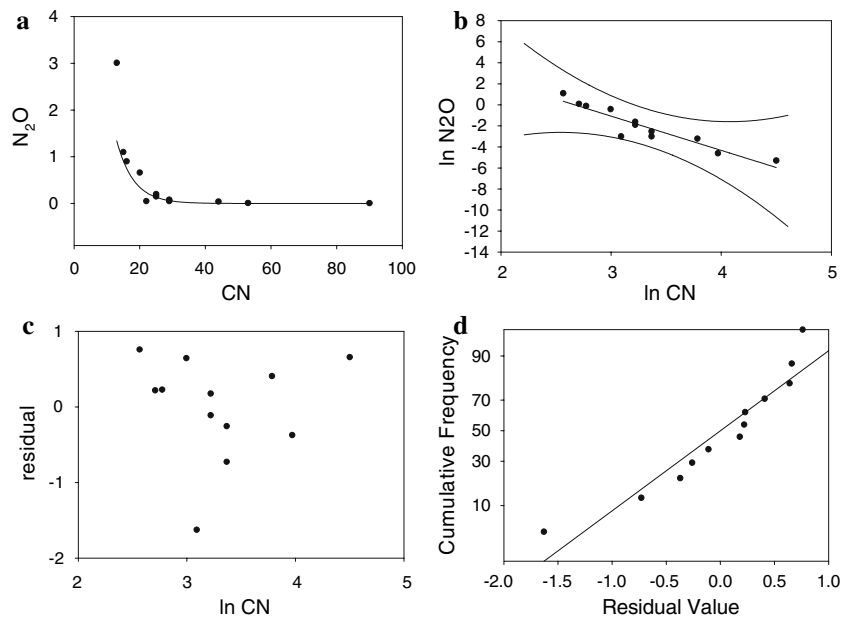 a
4
3
2
1
0
N₂O
0 20 40 60 80 100
CN
b
8
6
4
2
0
-2
-4
-6
-8
-10
-12
-14
ln N2O
2 3 4 5
ln CN
c
1
0
-1
-2
residual
2 3 4 5
ln CN
d
90
70
50
30
10
Cumulative Frequency
-2.0 -1.5 -1.0 -0.5 0.0 0.5 1.0
Residual Value